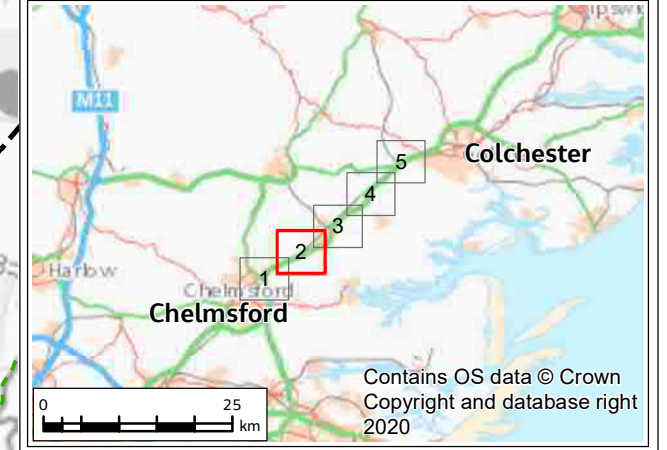 M11
Colchester
5
4
3
2
1
Harlow
Chelmsford
Chelmsford
Contains OS data © Crown
Copyright and database right
2020
0 25
km